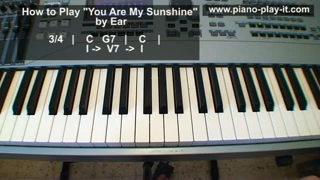 How to Play "You Are My Sunshine"
by Ear
www.piano-play-it.com
3/4 | C G7 | C |
I -> V7 -> I